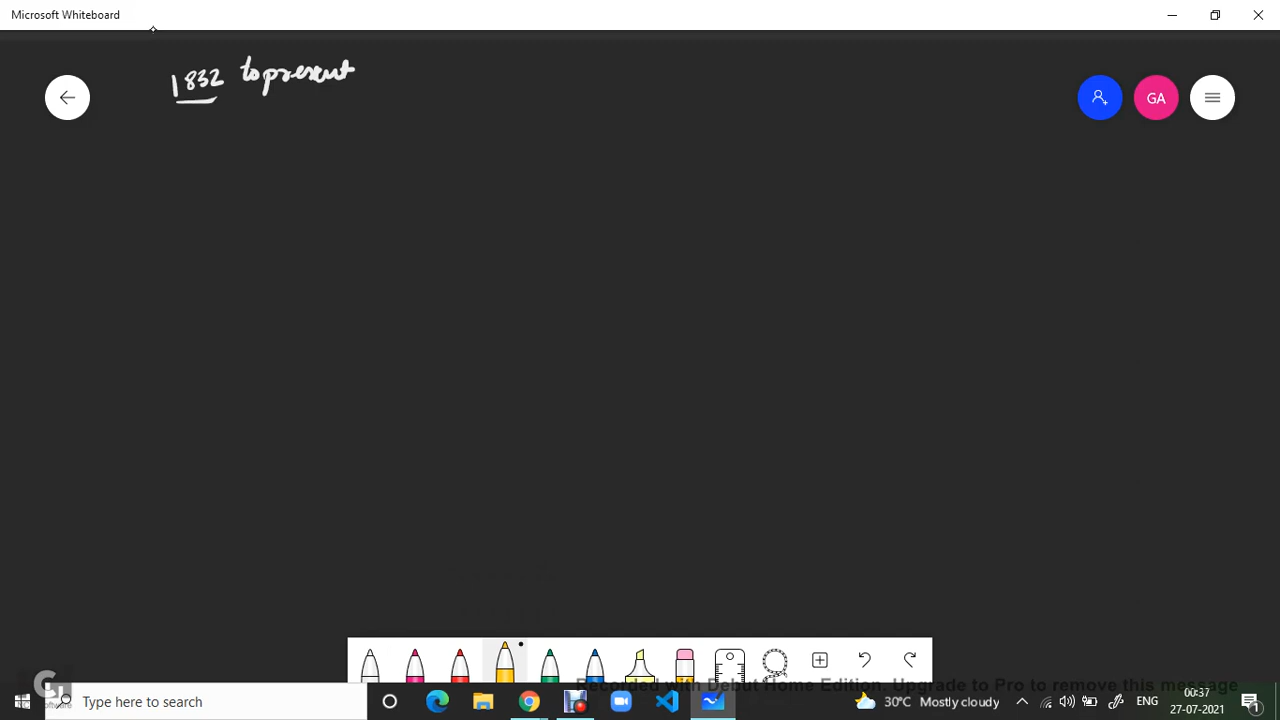 Microsoft Whiteboard
1832 to present
GA
Recorded with Debut Home Edition. Upgrade to Pro to remove this message
Type here to search
30°C Mostly cloudy
ENG
00:37
27-07-2021
1